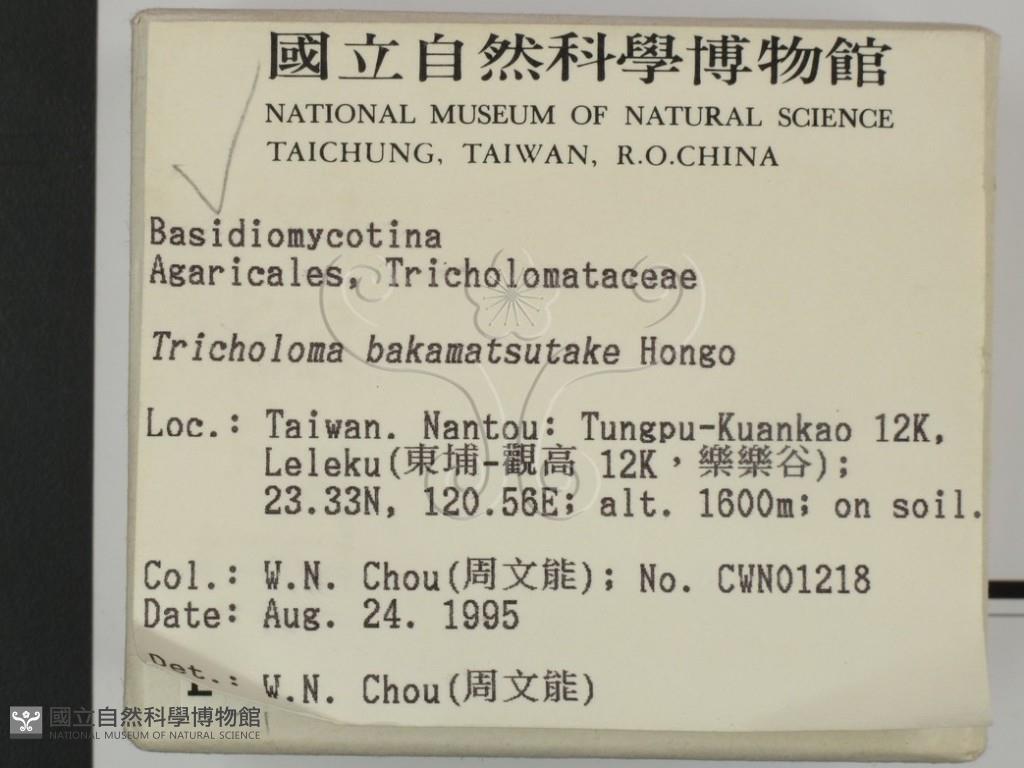 國立自然科學博物館
NATIONAL MUSEUM OF NATURAL SCIENCE
TAICHUNG, TAIWAN, R.O.CHINA
Basidiomycotina
Agaricales, Tricholomataceae
Tricholoma bakamatsutake Hongo
Loc.: Taiwan. Nantou: Tungpu-Kuankao 12K,
Leleku(東埔-觀高 12K,樂樂谷);
23.33N, 120.56E; alt. 1600m; on soil.
Col.: W.N. Chou(周文能); No. CWN01218
Date: Aug. 24. 1995
Det.: W.N. Chou(周文能)
國立自然科學博物館
NATIONAL MUSEUM OF NATURAL SCIENCE